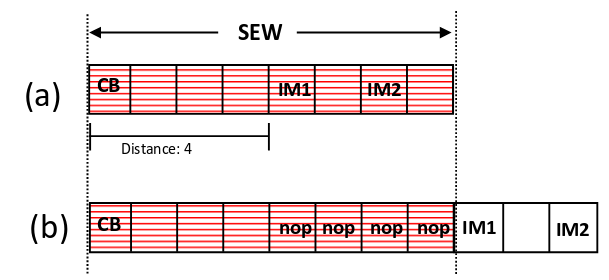 SEW
(a) CB IM1 IM2
Distance: 4
(b) CB nop nop nop nop IM1 IM2